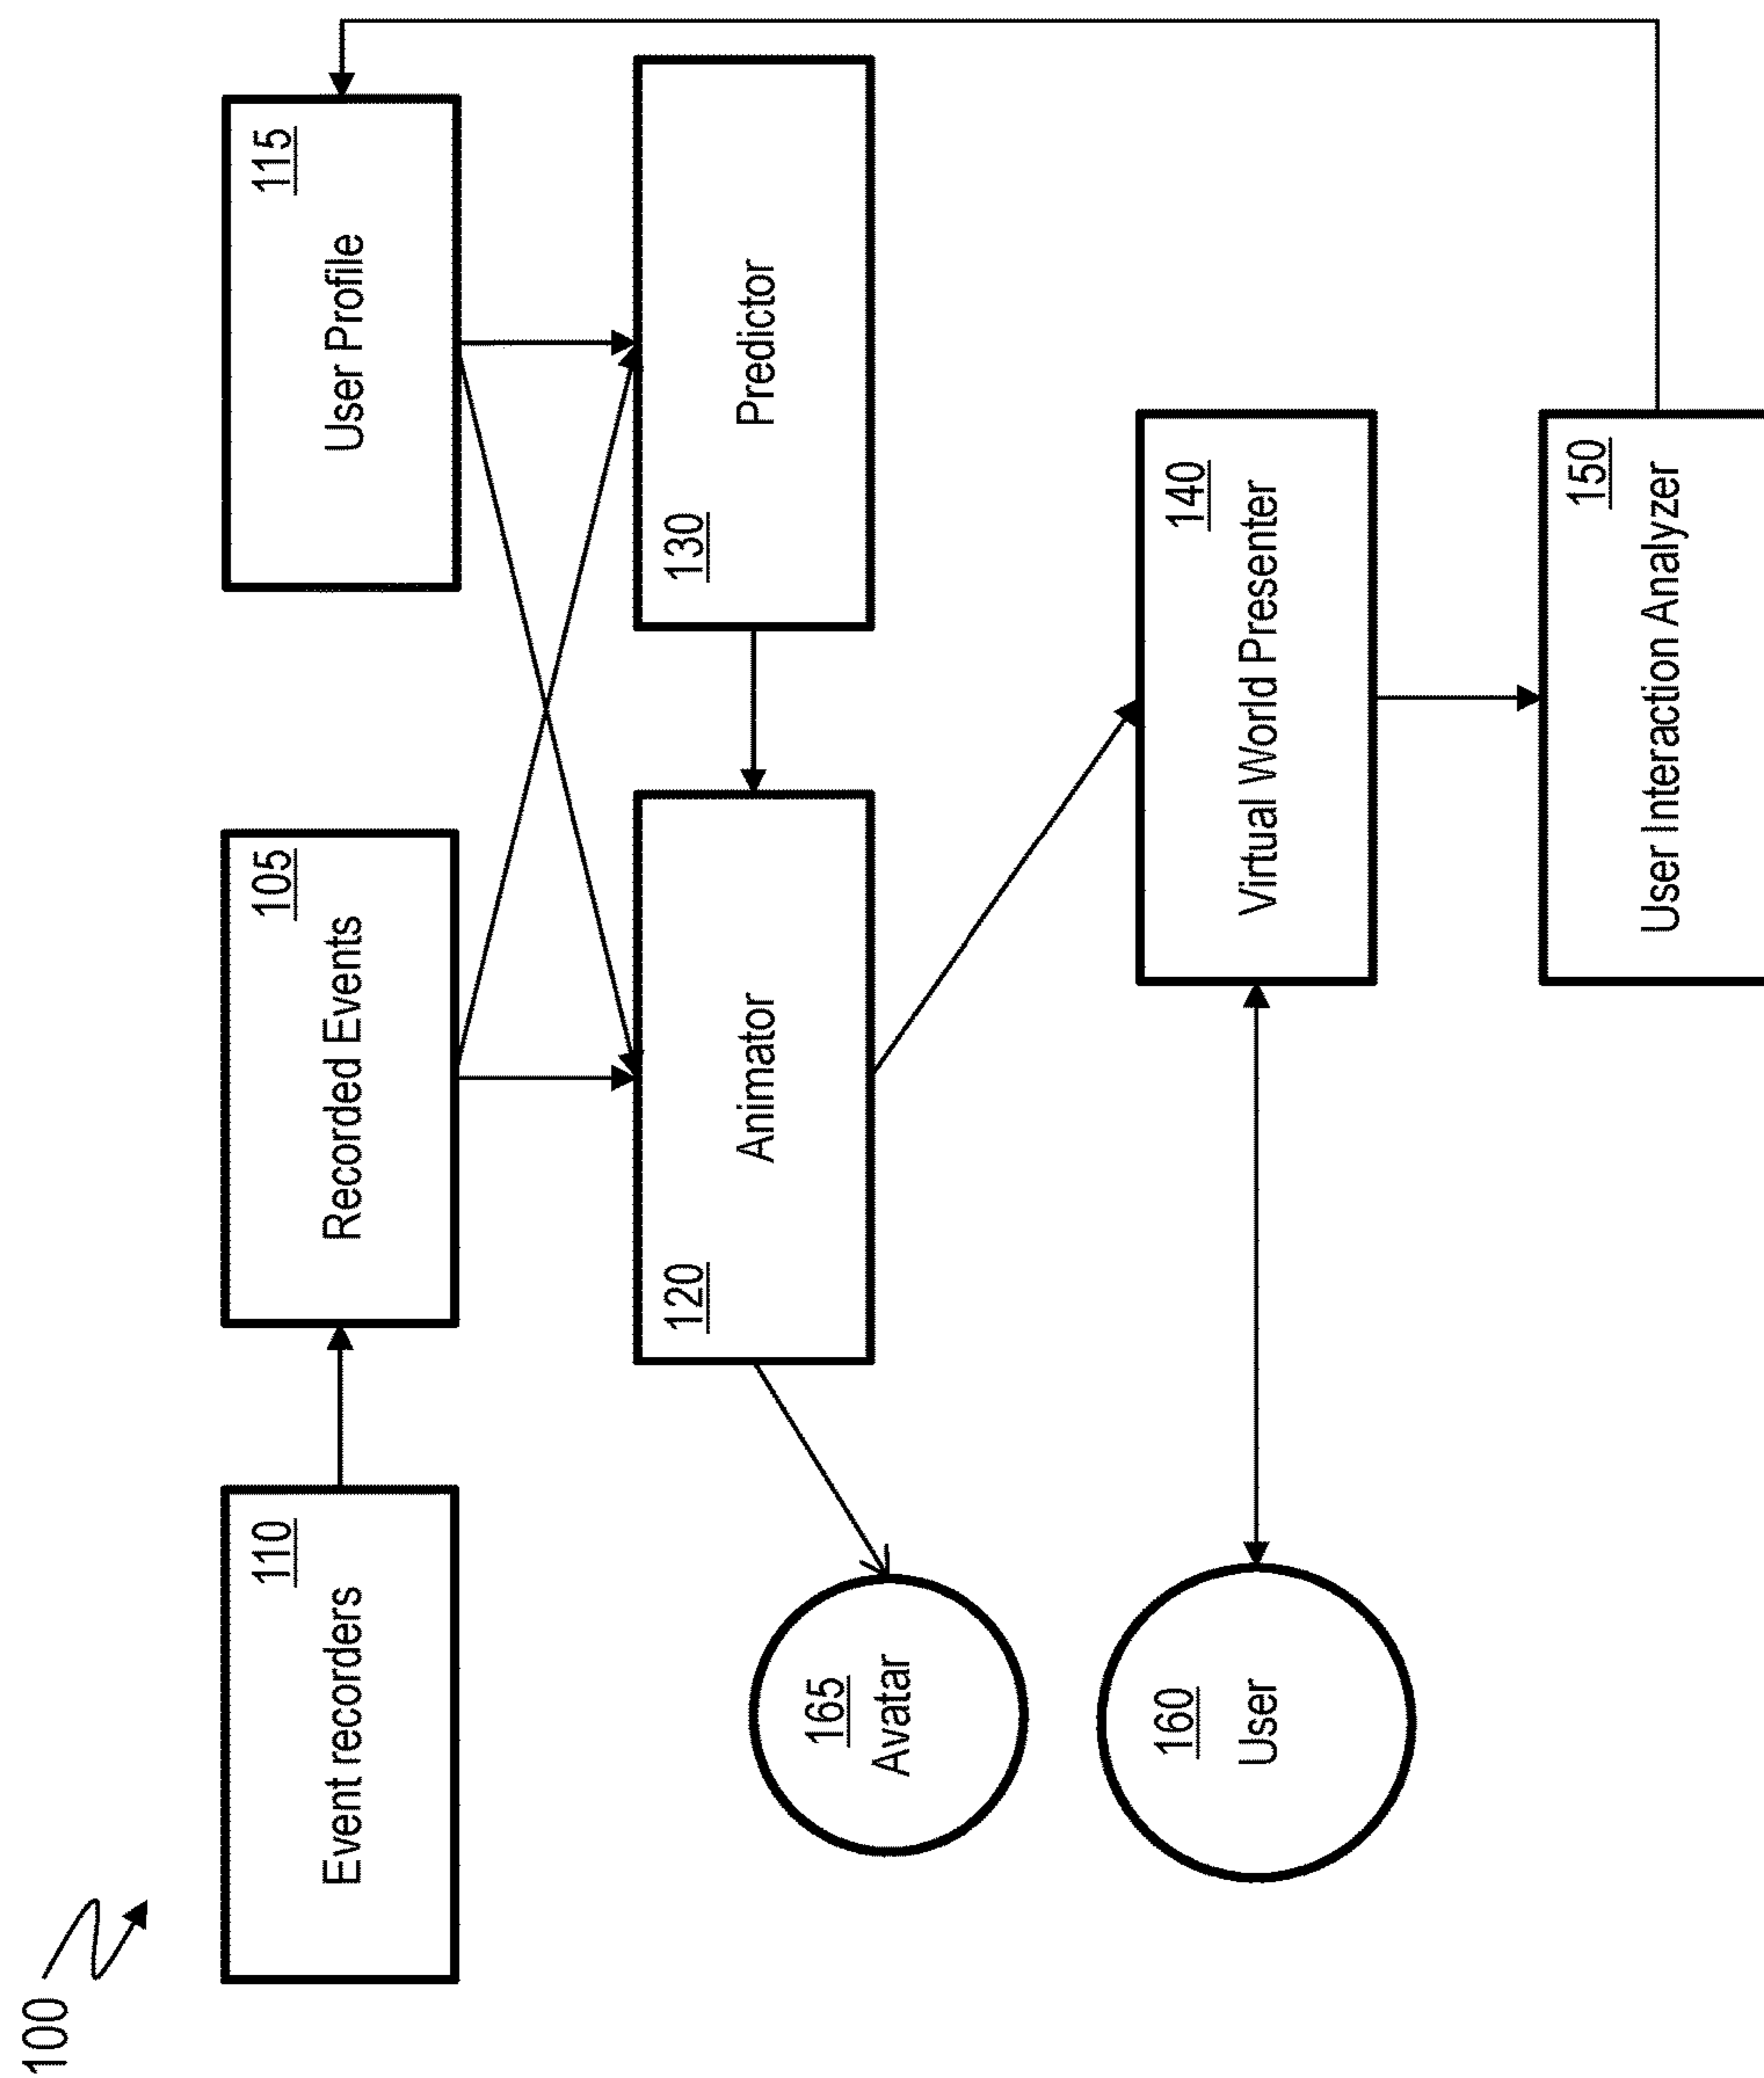 100
110
Event recorders
105
Recorded Events
115
User Profile
120
Animator
130
Predictor
165
Avatar
140
Virtual World Presenter
160
User
150
User Interaction Analyzer